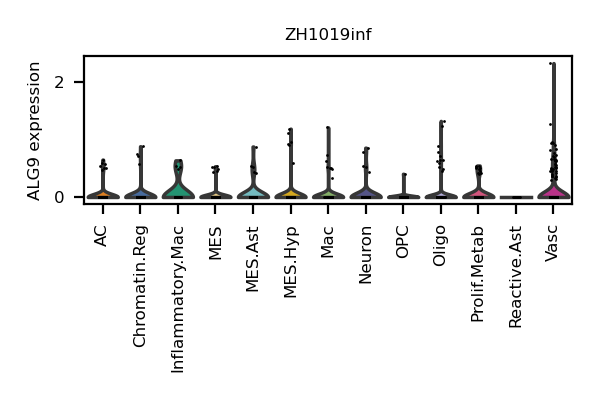 ZH1019inf
ALG9 expression
2
0
AC
Chromatin.Reg
Inflammatory.Mac
MES
MES.Ast
MES.Hyp
Mac
Neuron
OPC
Oligo
Prolif.Metab
Reactive.Ast
Vasc